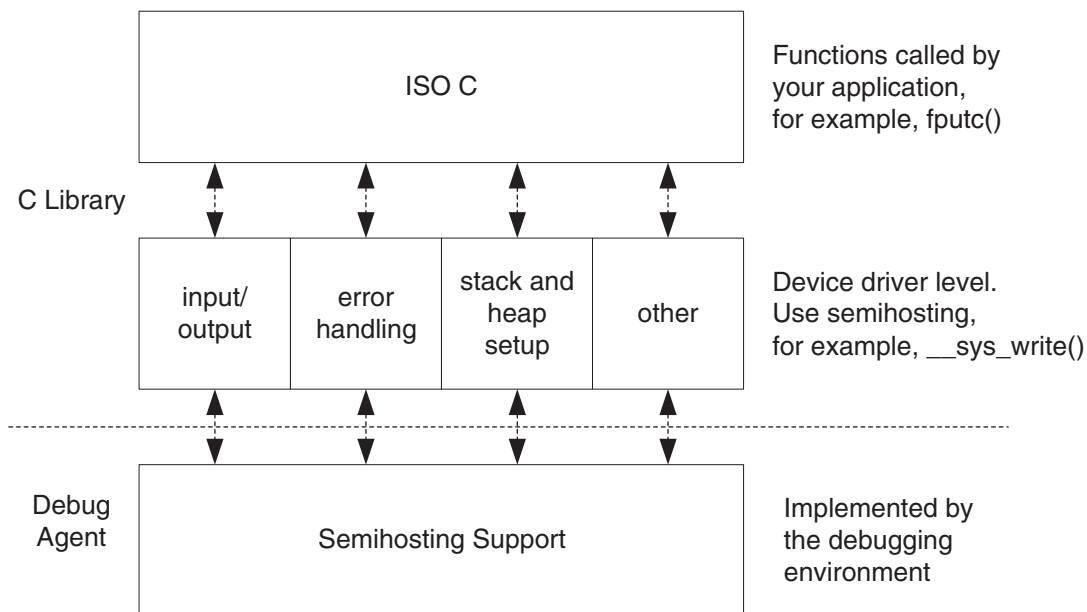 ISO C
Functions called by
your application,
for example, fputc()
C Library
input/
output
error
handling
stack and
heap
setup
other
Device driver level.
Use semihosting,
for example, __sys_write()
Debug
Agent
Semihosting Support
Implemented by
the debugging
environment